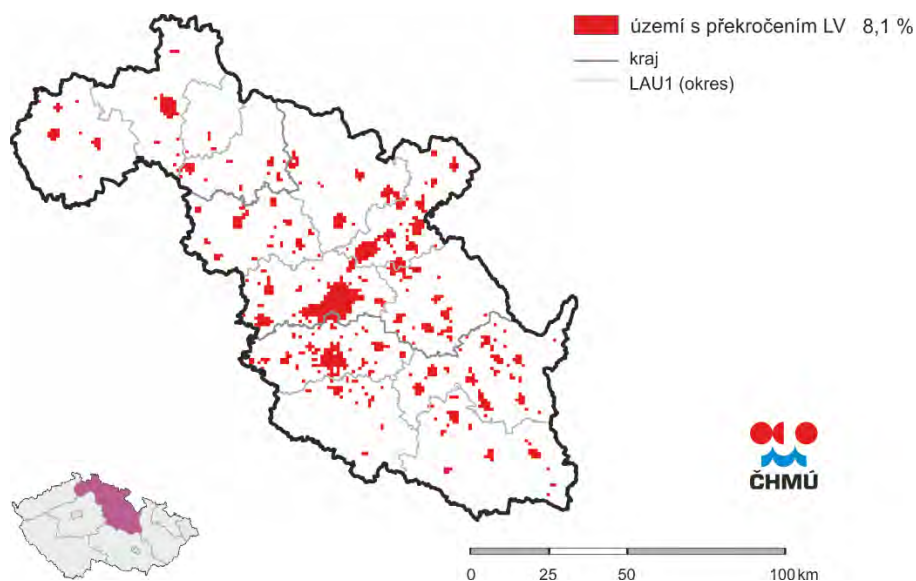 území s překročením LV 8,1 %
kraj
LAU1 (okres)
ČHMÚ
0 25 50 100 km